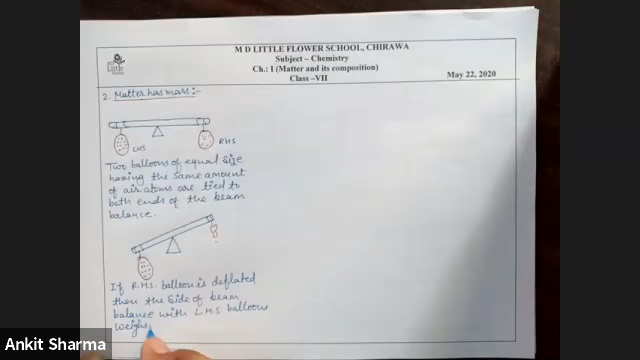 M D LITTLE FLOWER SCHOOL, CHIRAWA
Subject – Chemistry
Ch.: I (Matter and its composition)
Class –VII
May 22, 2020
Little
2. Matter has mass :-
LHS
RHS
Two balloons of equal size
having the same amount
of air atoms are tied to
both ends of the beam
balance.
If R.H.S. balloon is deflated
then the side of beam
balance with L.H.S balloon
weighs
Ankit Sharma